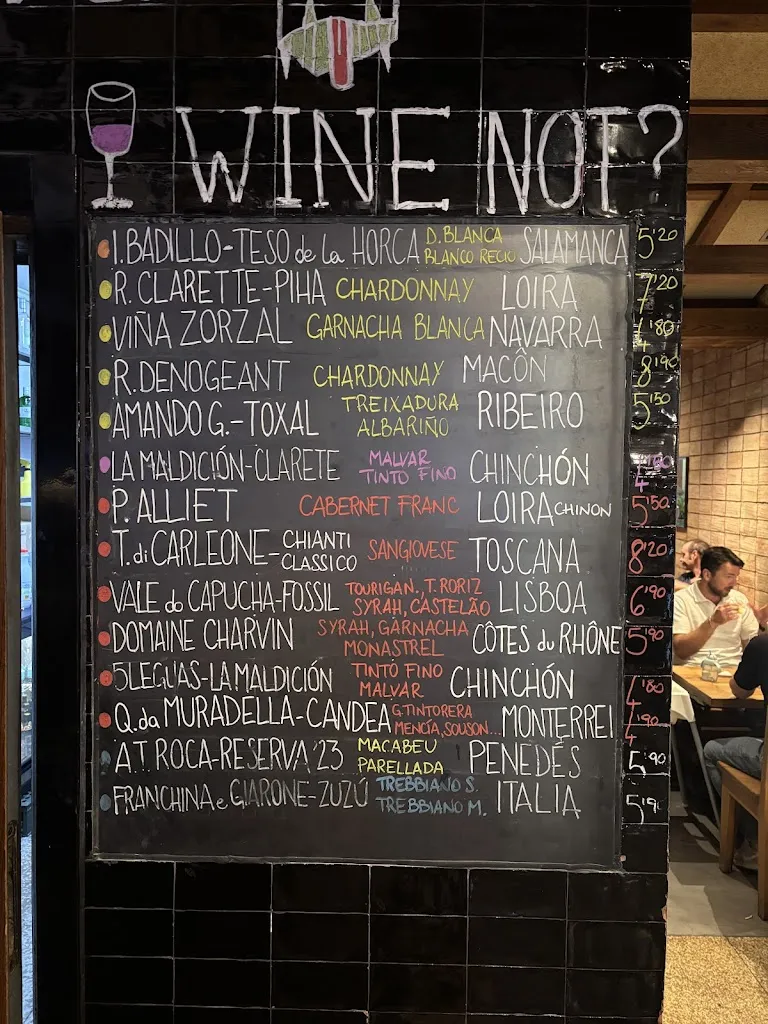 WINE NOT?
I. BADILLO-TESO de La HORCA D. BLANCA BLANCO RECIO SALAMANCA 5'20
R. CLARETTE-PIHA CHARDONNAY LOIRA 7'20
VIÑA ZORZAL GARNACHA BLANCA NAVARRA 4'80
R. DENOGEANT CHARDONNAY MACÔN 8'90
AMANDO G.-TOXAL TREIXADURA ALBARIÑO RIBEIRO 5'50
LA MALDICIÓN-CLARETE MALVAR TINTO FINO CHINCHÓN
P. ALLIET CABERNET FRANC LOIRA CHINON 5'50
T. di CARLEONE-CHIANTI CLASSICO SANGIOVESE TOSCANA 8'20
VALE do CAPUCHA-FOSSIL TOURIGA N., T. RORIZ SYRAH, CASTELÃO LISBOA 6'90
DOMAINE CHARVIN SYRAH, GARNACHA MONASTREL CÔTES du RHÔNE 5'90
5LEGUAS-LA MALDICIÓN TINTO FINO MALVAR CHINCHÓN 4'80
Q. da MURADELLA-CANDEA G.TINTORERA MENCÍA, SOUSON... MONTERREI 4'90
A.T. ROCA-RESERVA '23 MACABEU PARELLADA PENEDÉS 5'90
FRANCHINA e GIARONE-ZUZÚ TREBBIANO S. TREBBIANO M. ITALIA 5'90